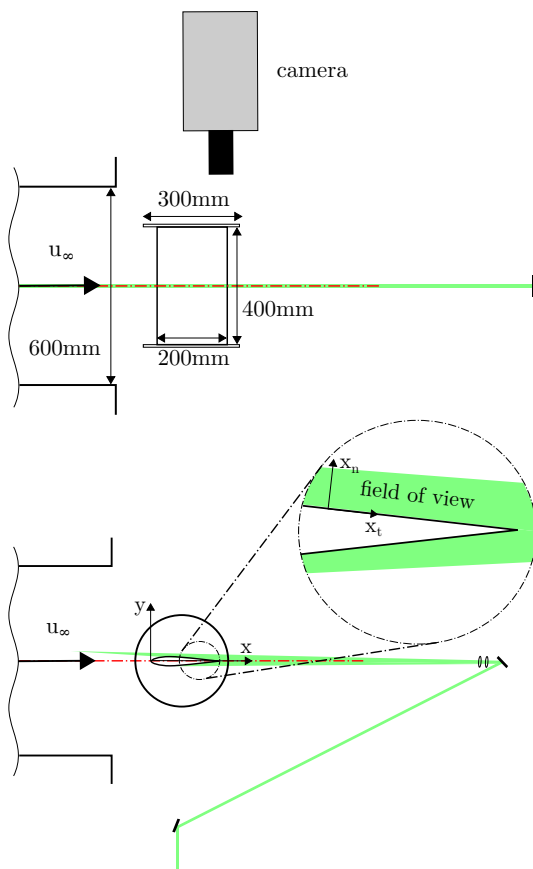 camera
300mm
u∞
400mm
600mm
200mm
xₙ
field of view
xₜ
y
u∞
x